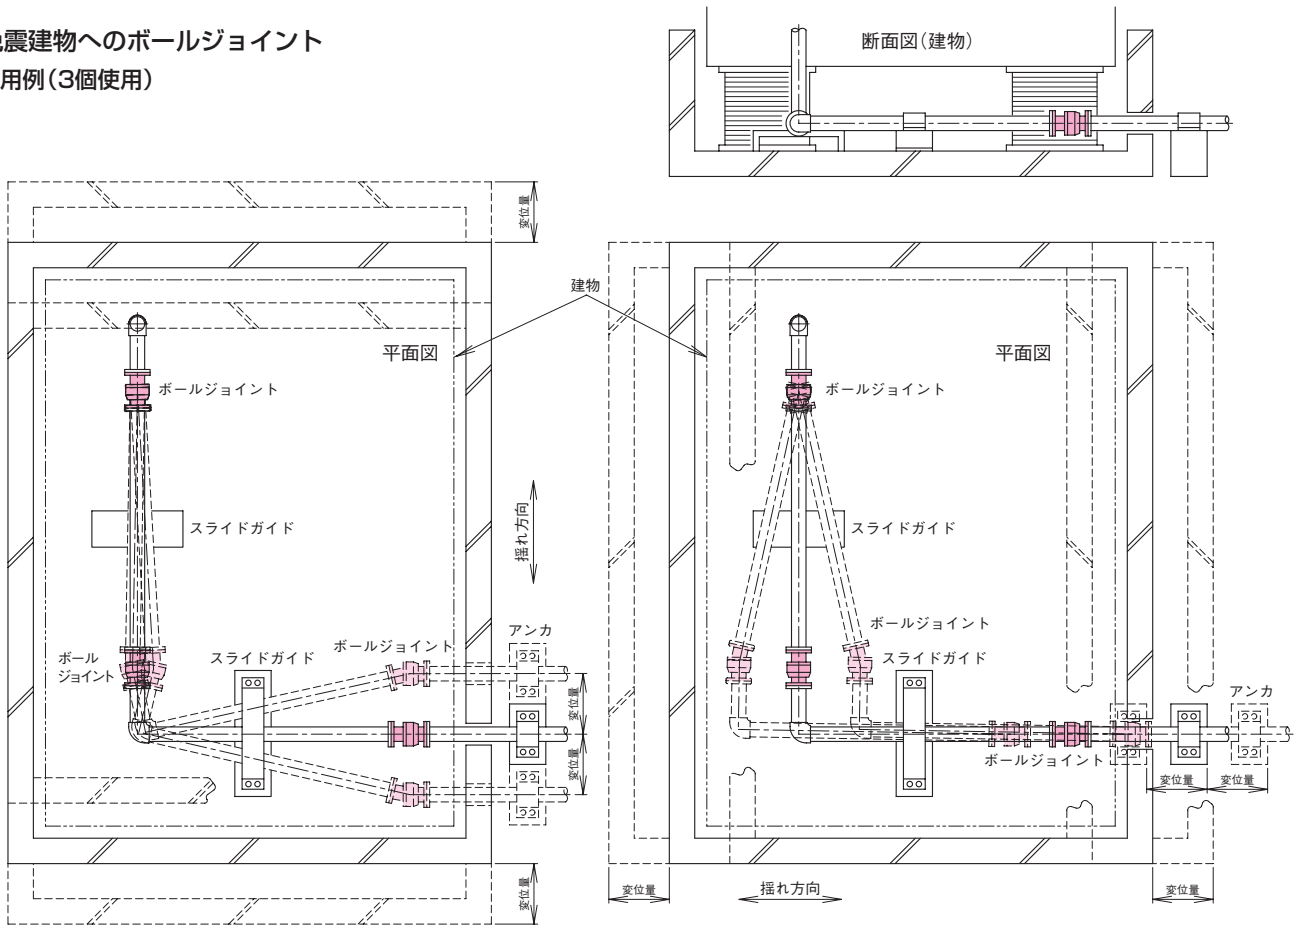 震建物へのボールジョイント
用例（3個使用）
断面図（建物）
変位量
建物
平面図
平面図
ボールジョイント
ボールジョイント
スライドガイド
スライドガイド
揺れ方向
ボール
ジョイント
スライドガイド
ボールジョイント
アンカ
変位量
変位量
ボールジョイント
スライドガイド
アンカ
ボールジョイント
変位量
変位量
変位量
変位量
揺れ方向
変位量